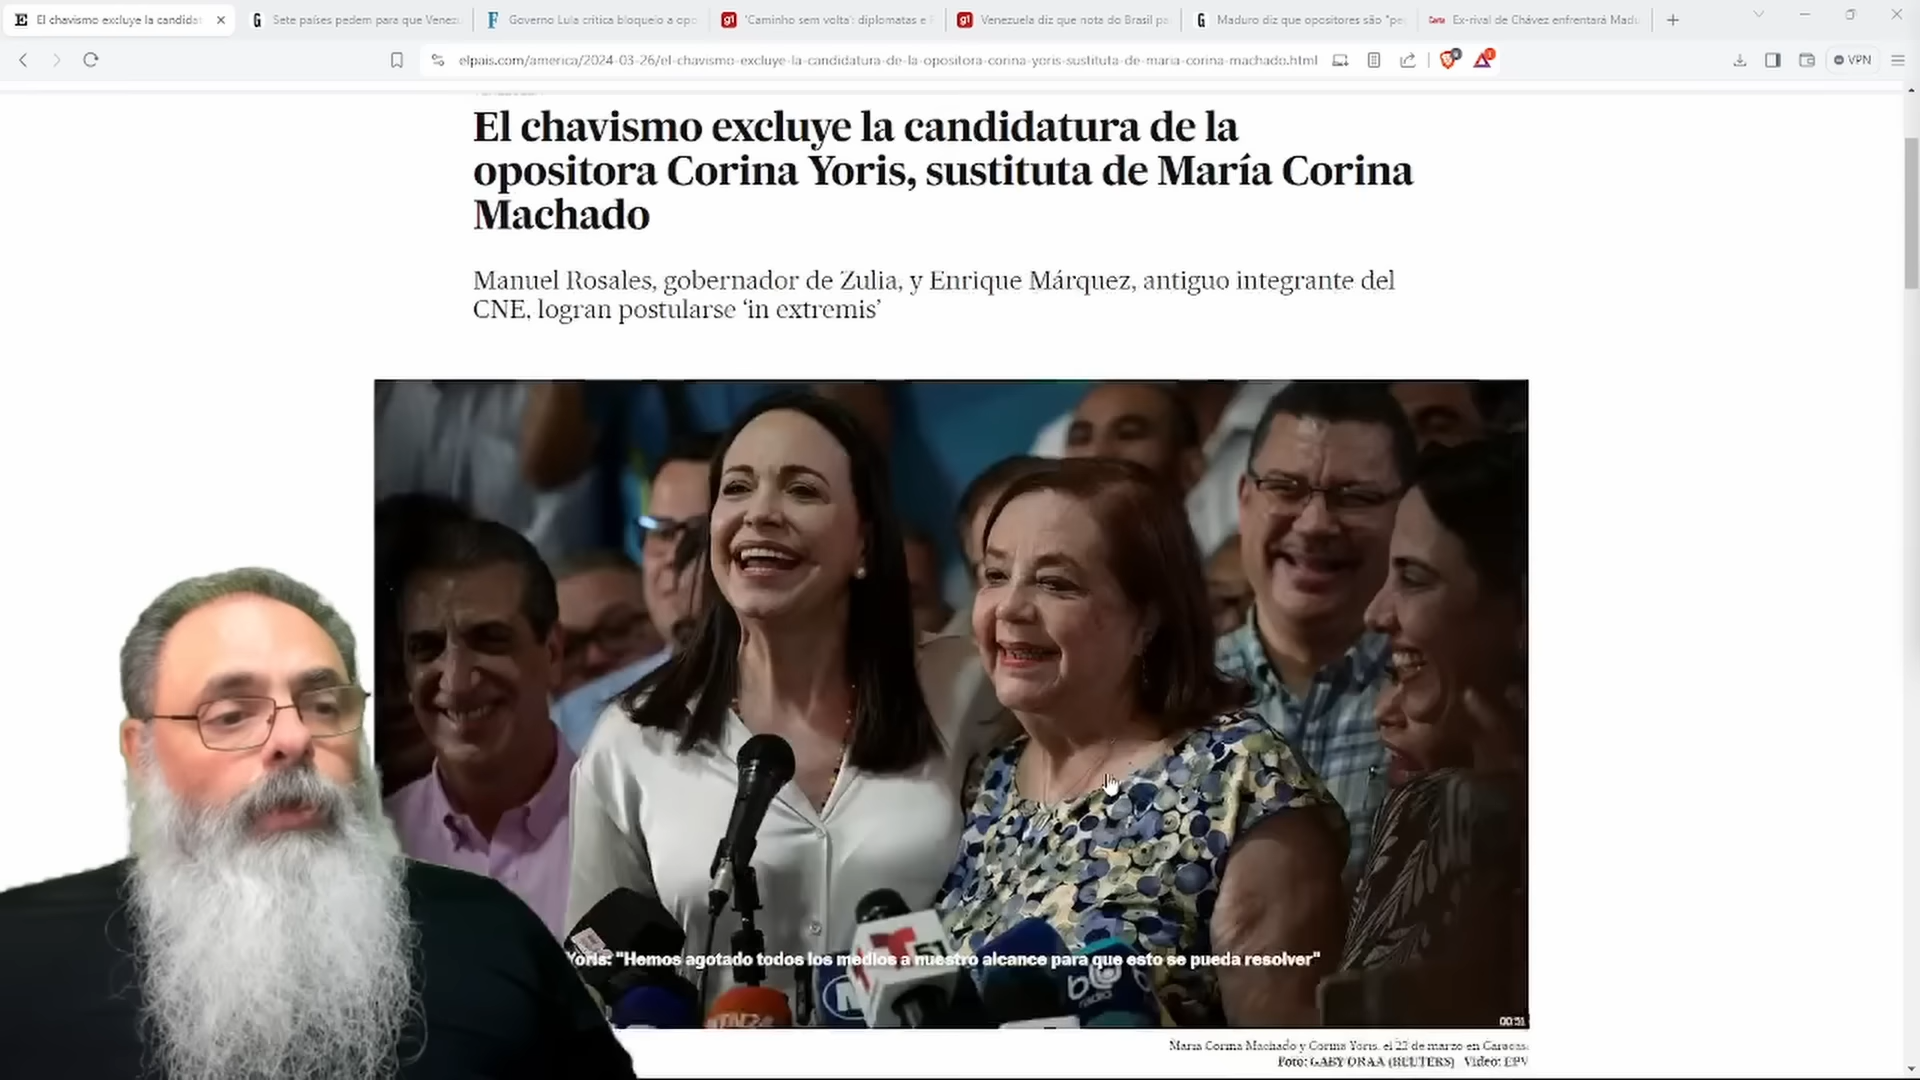 El chavismo excluye la candidat
Sete países pedem para que Venezu
Governo Lula critica bloqueio a opo
'Caminho sem volta': diplomatas e
Venezuela diz que nota do Brasil pa
Maduro diz que opositores são "pe
Ex-rival de Chávez enfrentará Madu
elpais.com/america/2024-03-26/el-chavismo-excluye-la-candidatura-de-la-opositora-corina-yoris-sustituta-de-maria-corina-machado.html
VPN
El chavismo excluye la candidatura de la
opositora Corina Yoris, sustituta de María Corina
Machado
Manuel Rosales, gobernador de Zulia, y Enrique Márquez, antiguo integrante del
CNE, logran postularse 'in extremis'
Yoris: "Hemos agotado todos los medios a nuestro alcance para que esto se pueda resolver"
00:51
María Corina Machado y Corina Yoris, el 22 de marzo en Caracas.
Foto: GABY ORAA (REUTERS) Video: EPV